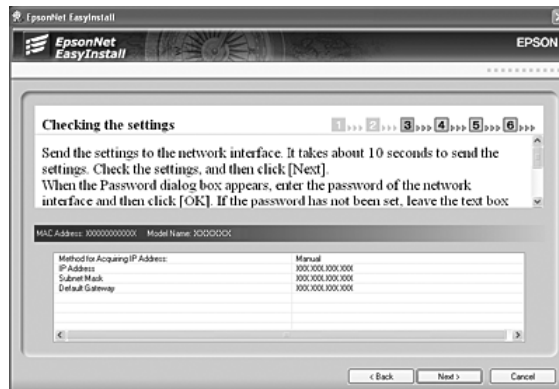 EpsonNet EasyInstall
EpsonNet
EasyInstall
EPSON
Checking the settings
1 2 3 4 5 6
Send the settings to the network interface. It takes about 10 seconds to send the
settings. Check the settings, and then click [Next].
When the Password dialog box appears, enter the password of the network
interface and then click [OK]. If the password has not been set, leave the text box
MAC Address: XXXXXXXXXXXX Model Name: XXXXXXX
Method for Acquiring IP Address: Manual
IP Address XXX.XXX.XXX.XXX
Subnet Mask XXX.XXX.XXX.XXX
Default Gateway XXX.XXX.XXX.XXX
< Back Next > Cancel